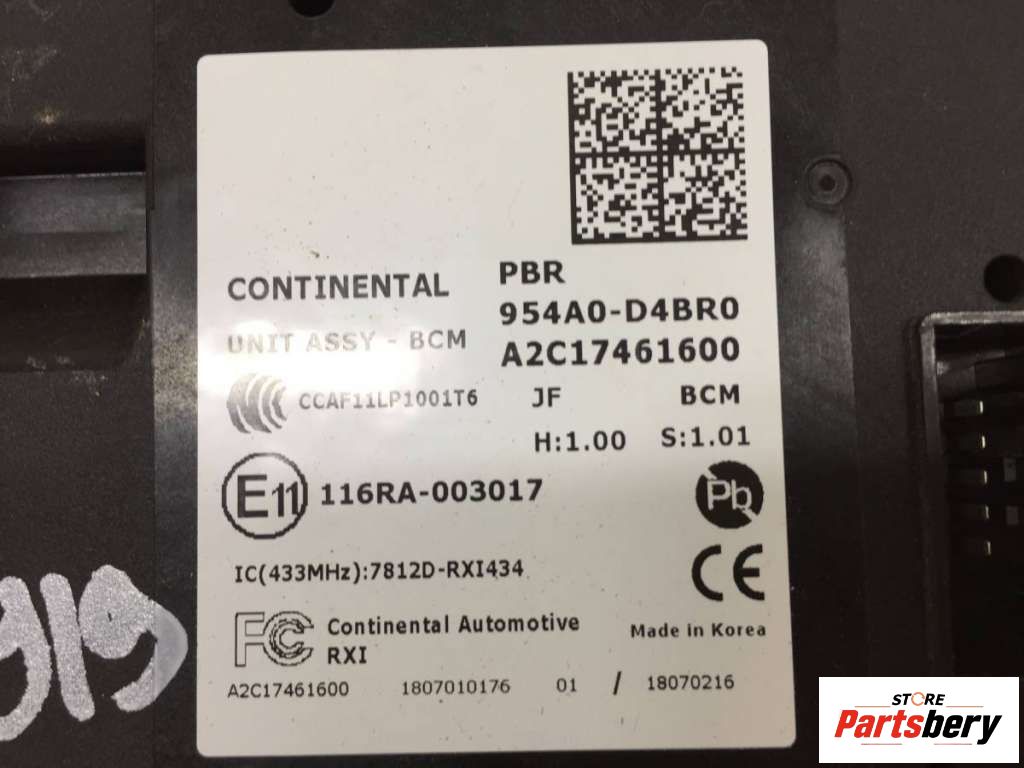 CONTINENTAL
PBR
UNIT ASSY - BCM
954A0-D4BR0
A2C17461600
CCAF11LP1001T6
JF BCM
H:1.00 S:1.01
E11 116RA-003017
Pb
IC(433MHz):7812D-RXI434
CE
FC Continental Automotive
RXI
Made in Korea
A2C17461600 1807010176 01 / 18070216
919
STORE
Partsbery